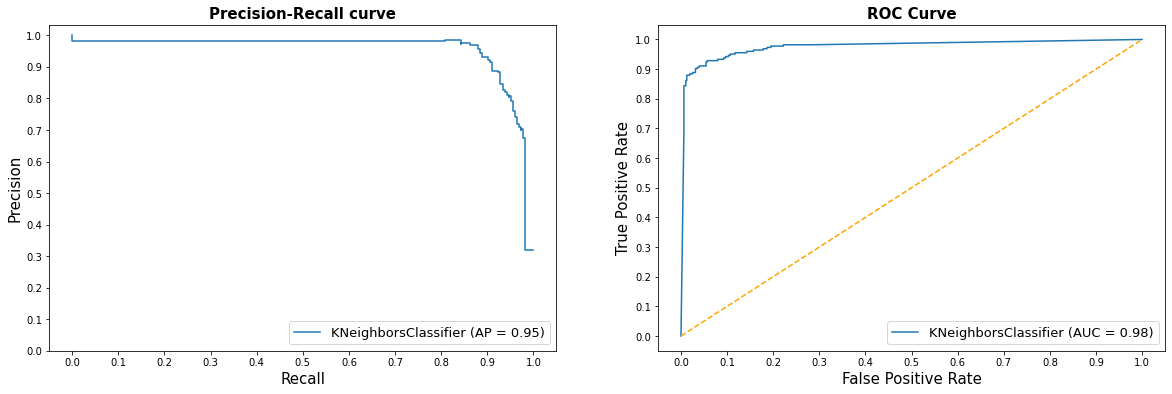 Precision-Recall curve
1.0
0.9
0.8
0.7
0.6
0.5
0.4
0.3
0.2
0.1
0.0
Precision
KNeighborsClassifier (AP = 0.95)
0.0 0.1 0.2 0.3 0.4 0.5 0.6 0.7 0.8 0.9 1.0
Recall
ROC Curve
1.0
0.9
0.8
0.7
0.6
0.5
0.4
0.3
0.2
0.1
0.0
True Positive Rate
KNeighborsClassifier (AUC = 0.98)
0.0 0.1 0.2 0.3 0.4 0.5 0.6 0.7 0.8 0.9 1.0
False Positive Rate